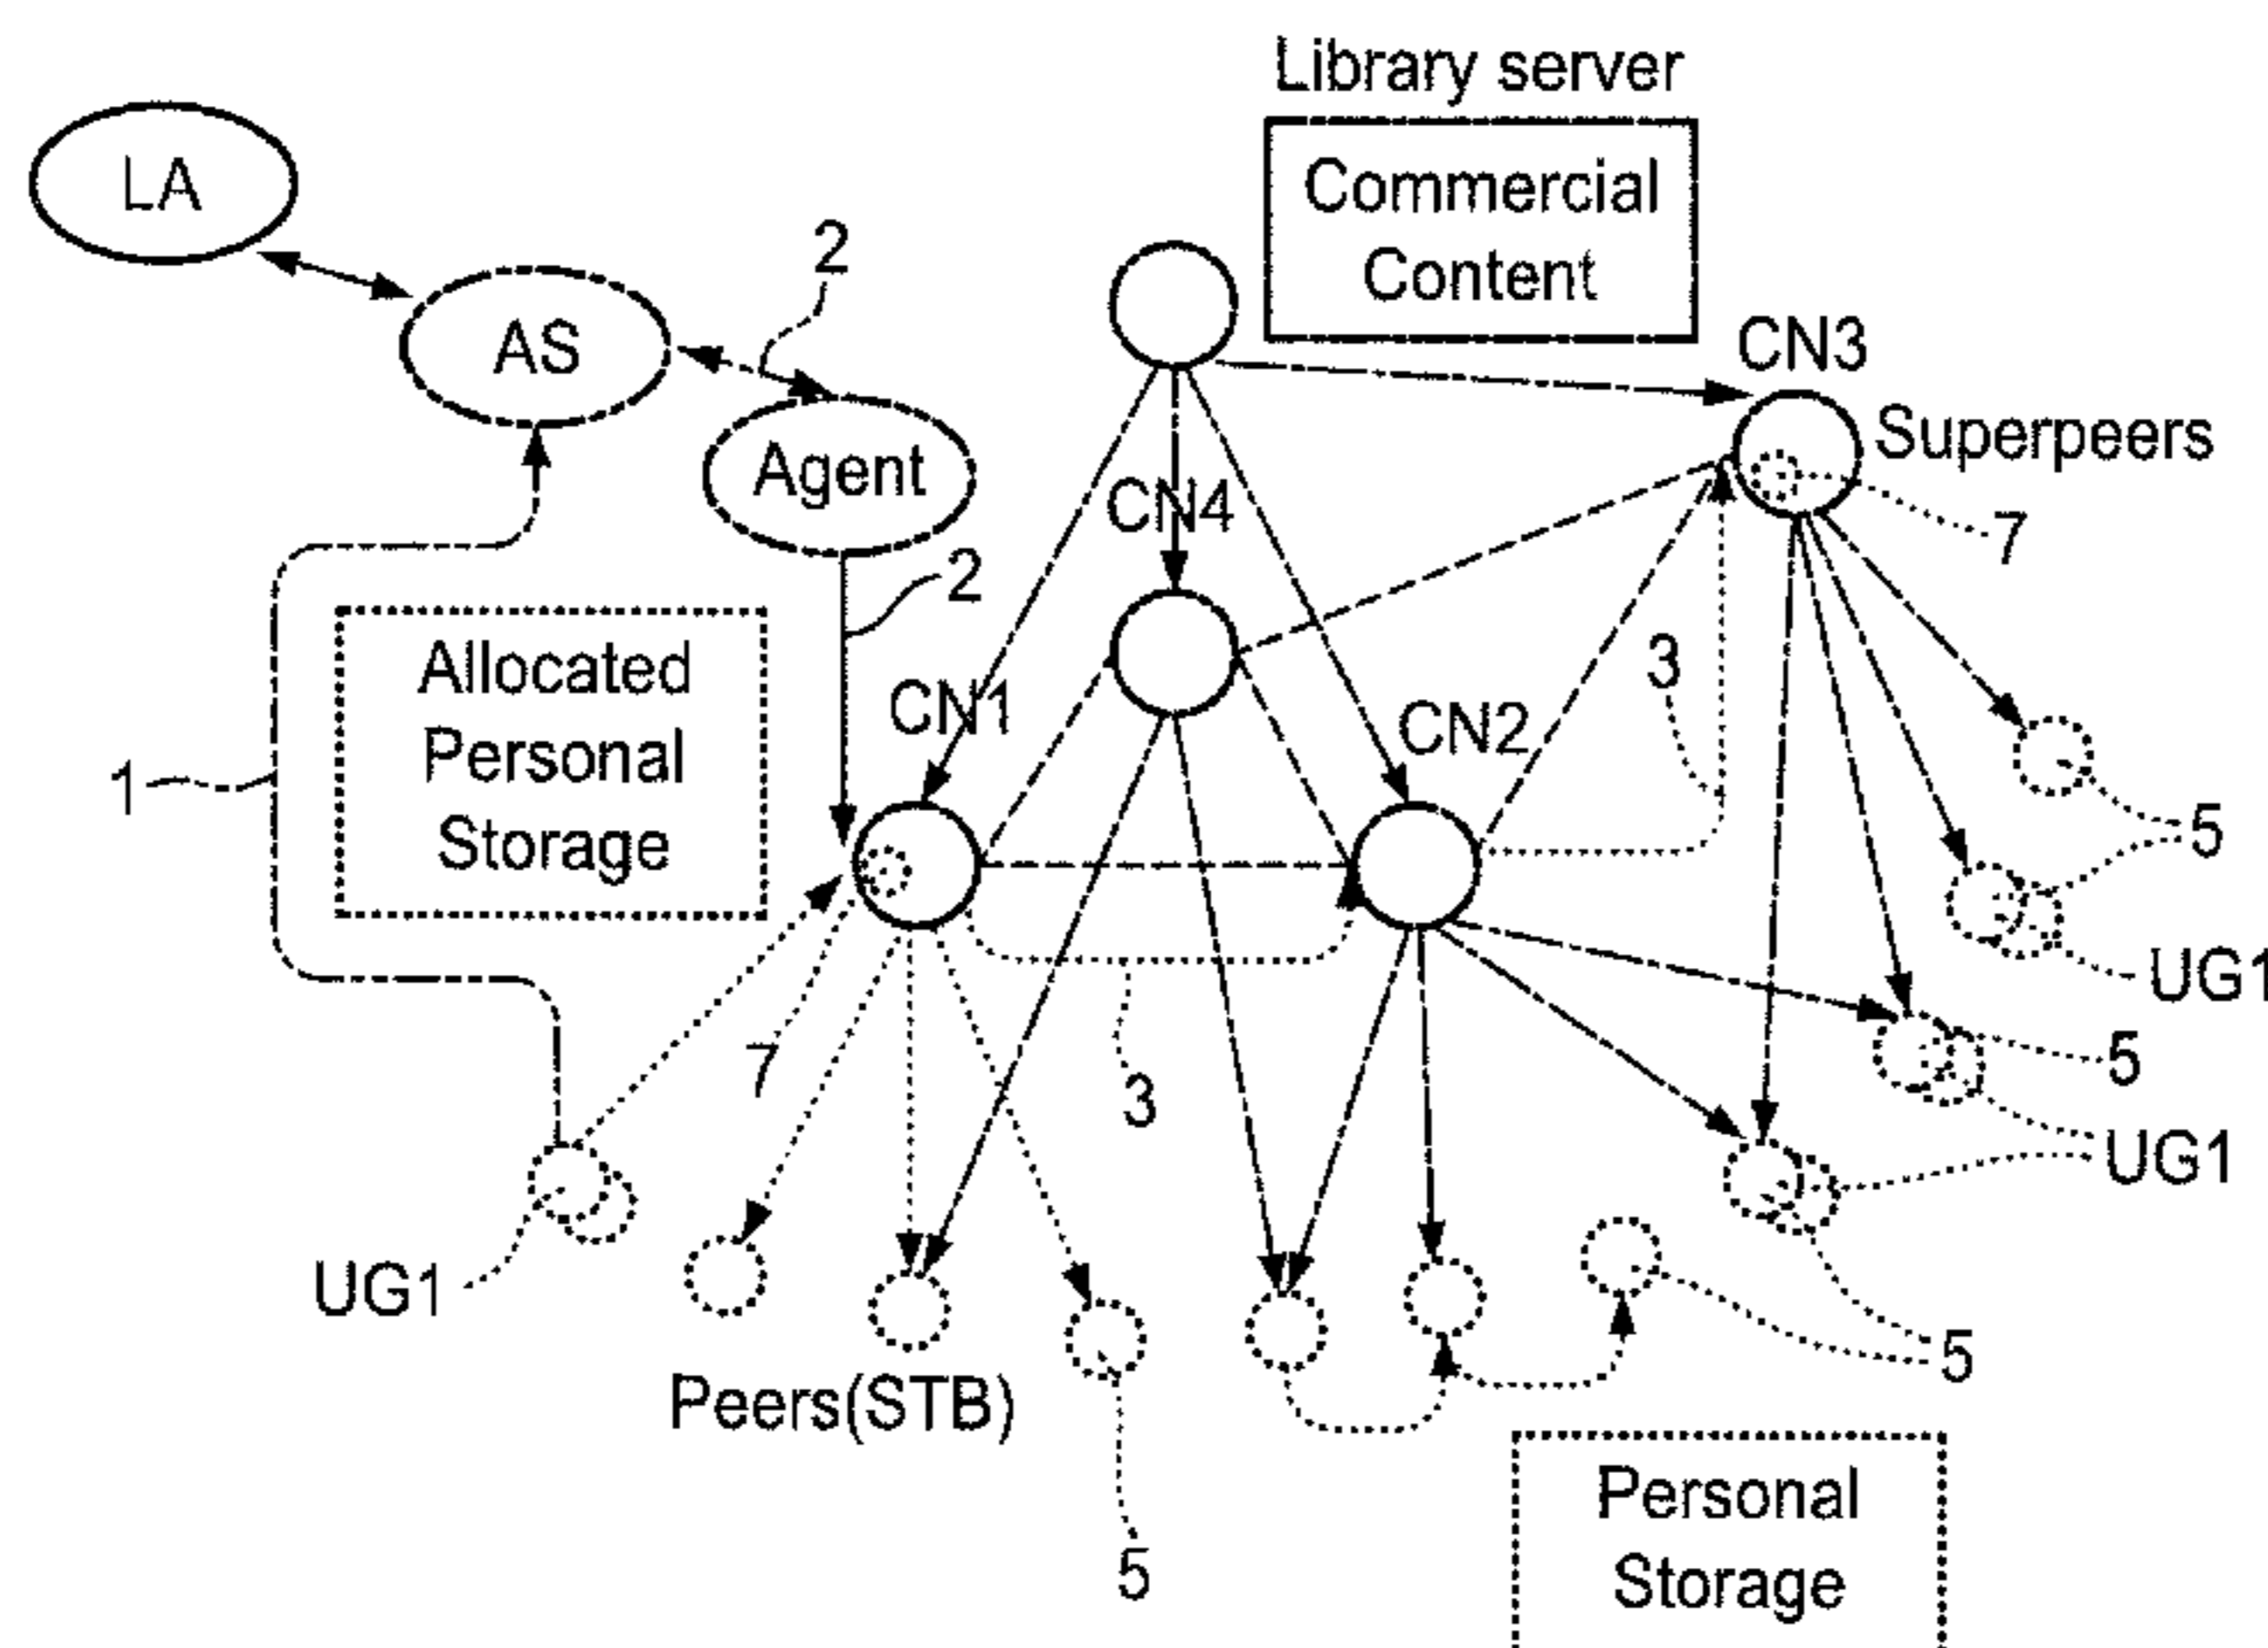 Library server
LA
Commercial
Content
2
AS
CN3
Superpeers
Agent
CN4
7
2
3
Allocated
Personal
Storage
CN1
CN2
1
5
UG1
7
3
5
UG1
UG1
5
Peers(STB)
5
Personal
Storage